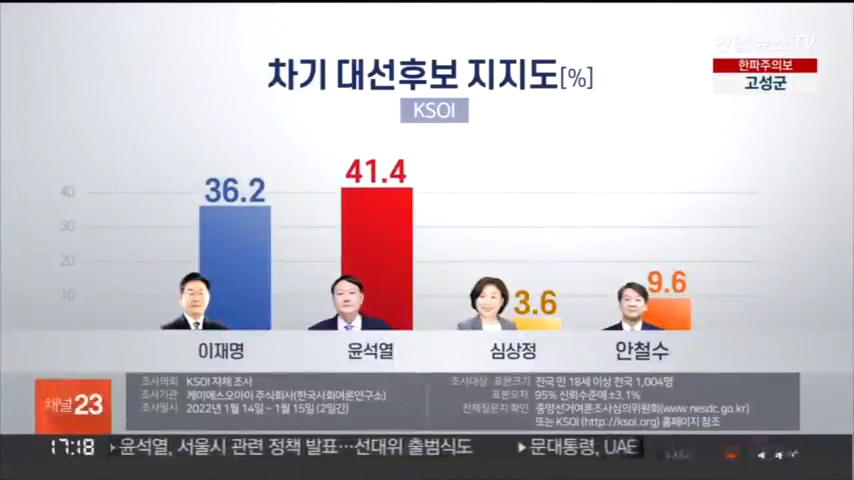 연합뉴스TV
한파주의보
고성군
차기 대선후보 지지도[%]
KSOI
40
30
20
10
36.2
41.4
3.6
9.6
이재명
윤석열
심상정
안철수
채널 23
조사의뢰 KSOI 자체 조사
조사기관 케이에스오아이 주식회사(한국사회여론연구소)
조사일시 2022년 1월 14일~1월 15일 (2일간)
조사대상 표본크기 전국 만 18세 이상 전국 1,004명
표본오차 95% 신뢰수준에 ±3.1%
전체질문지 확인 중앙선거여론조사심의위원회(www.nesdc.go.kr)
또는 KSOI (http://ksoi.org) 홈페이지 참조
17:18 ▶윤석열, 서울시 관련 정책 발표…선대위 출범식도 ▶문대통령, UAE